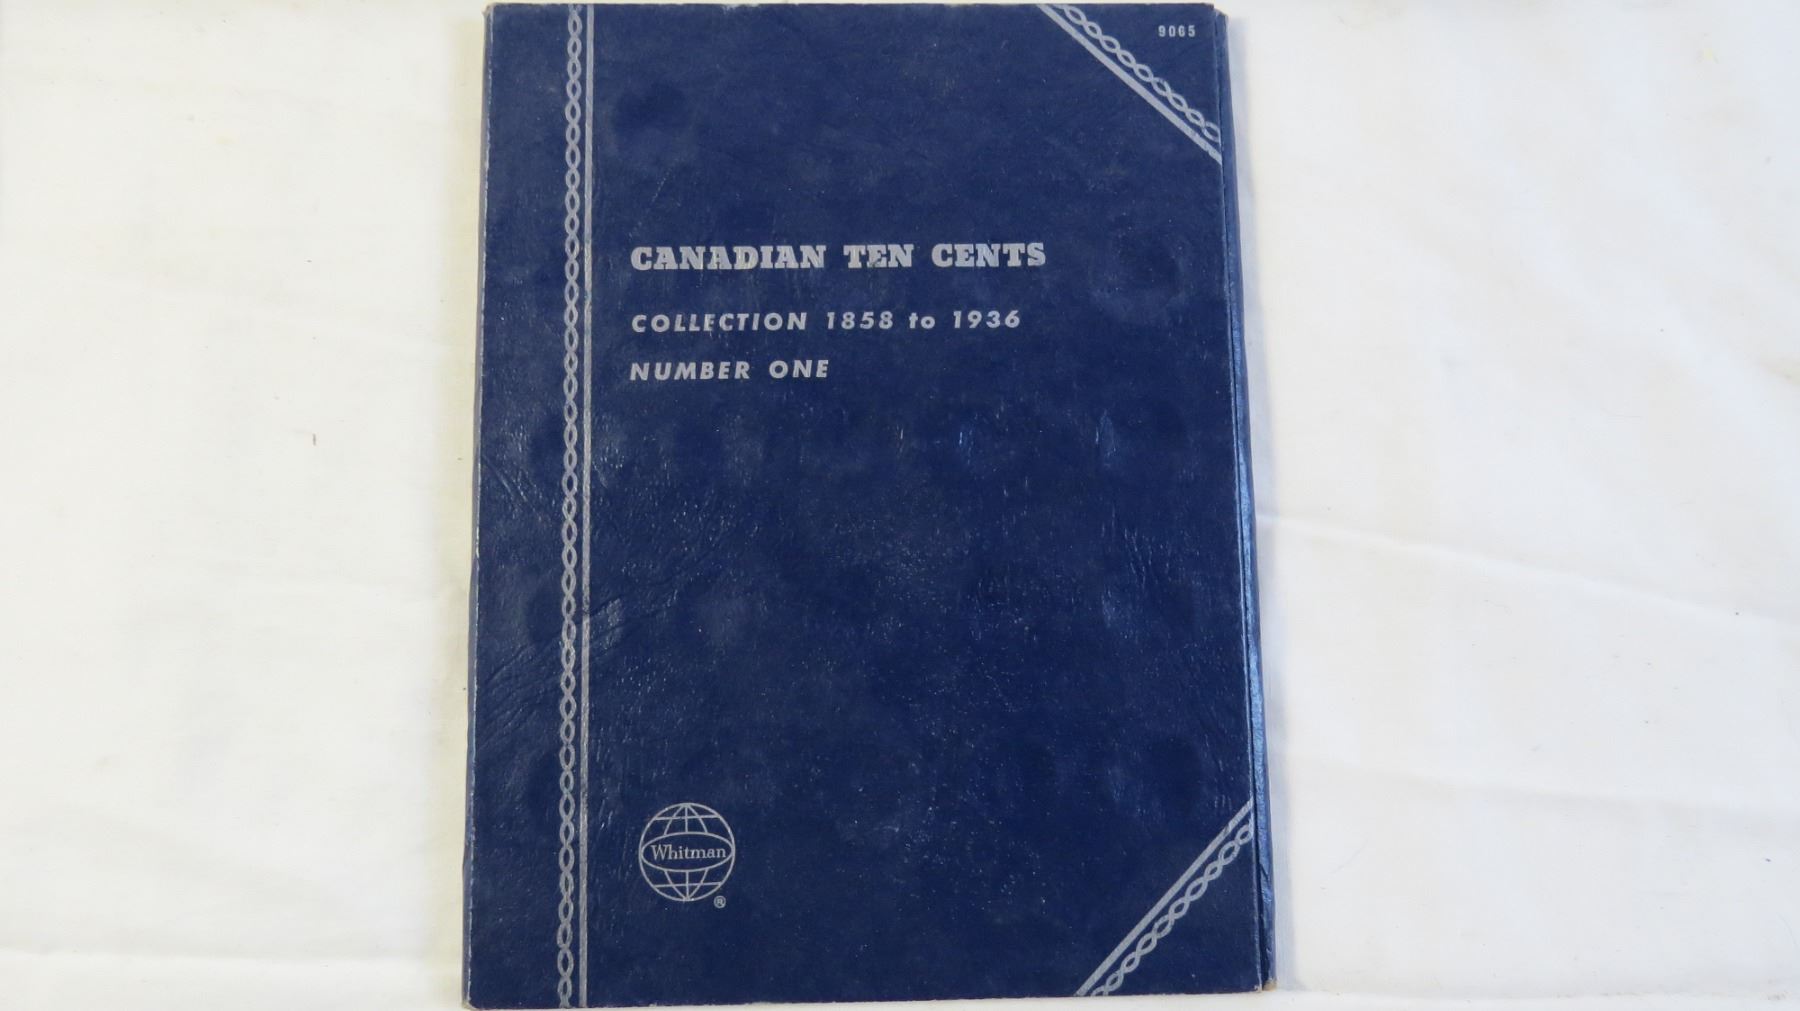 9065
CANADIAN TEN CENTS
COLLECTION 1858 to 1936
NUMBER ONE
Whitman
®